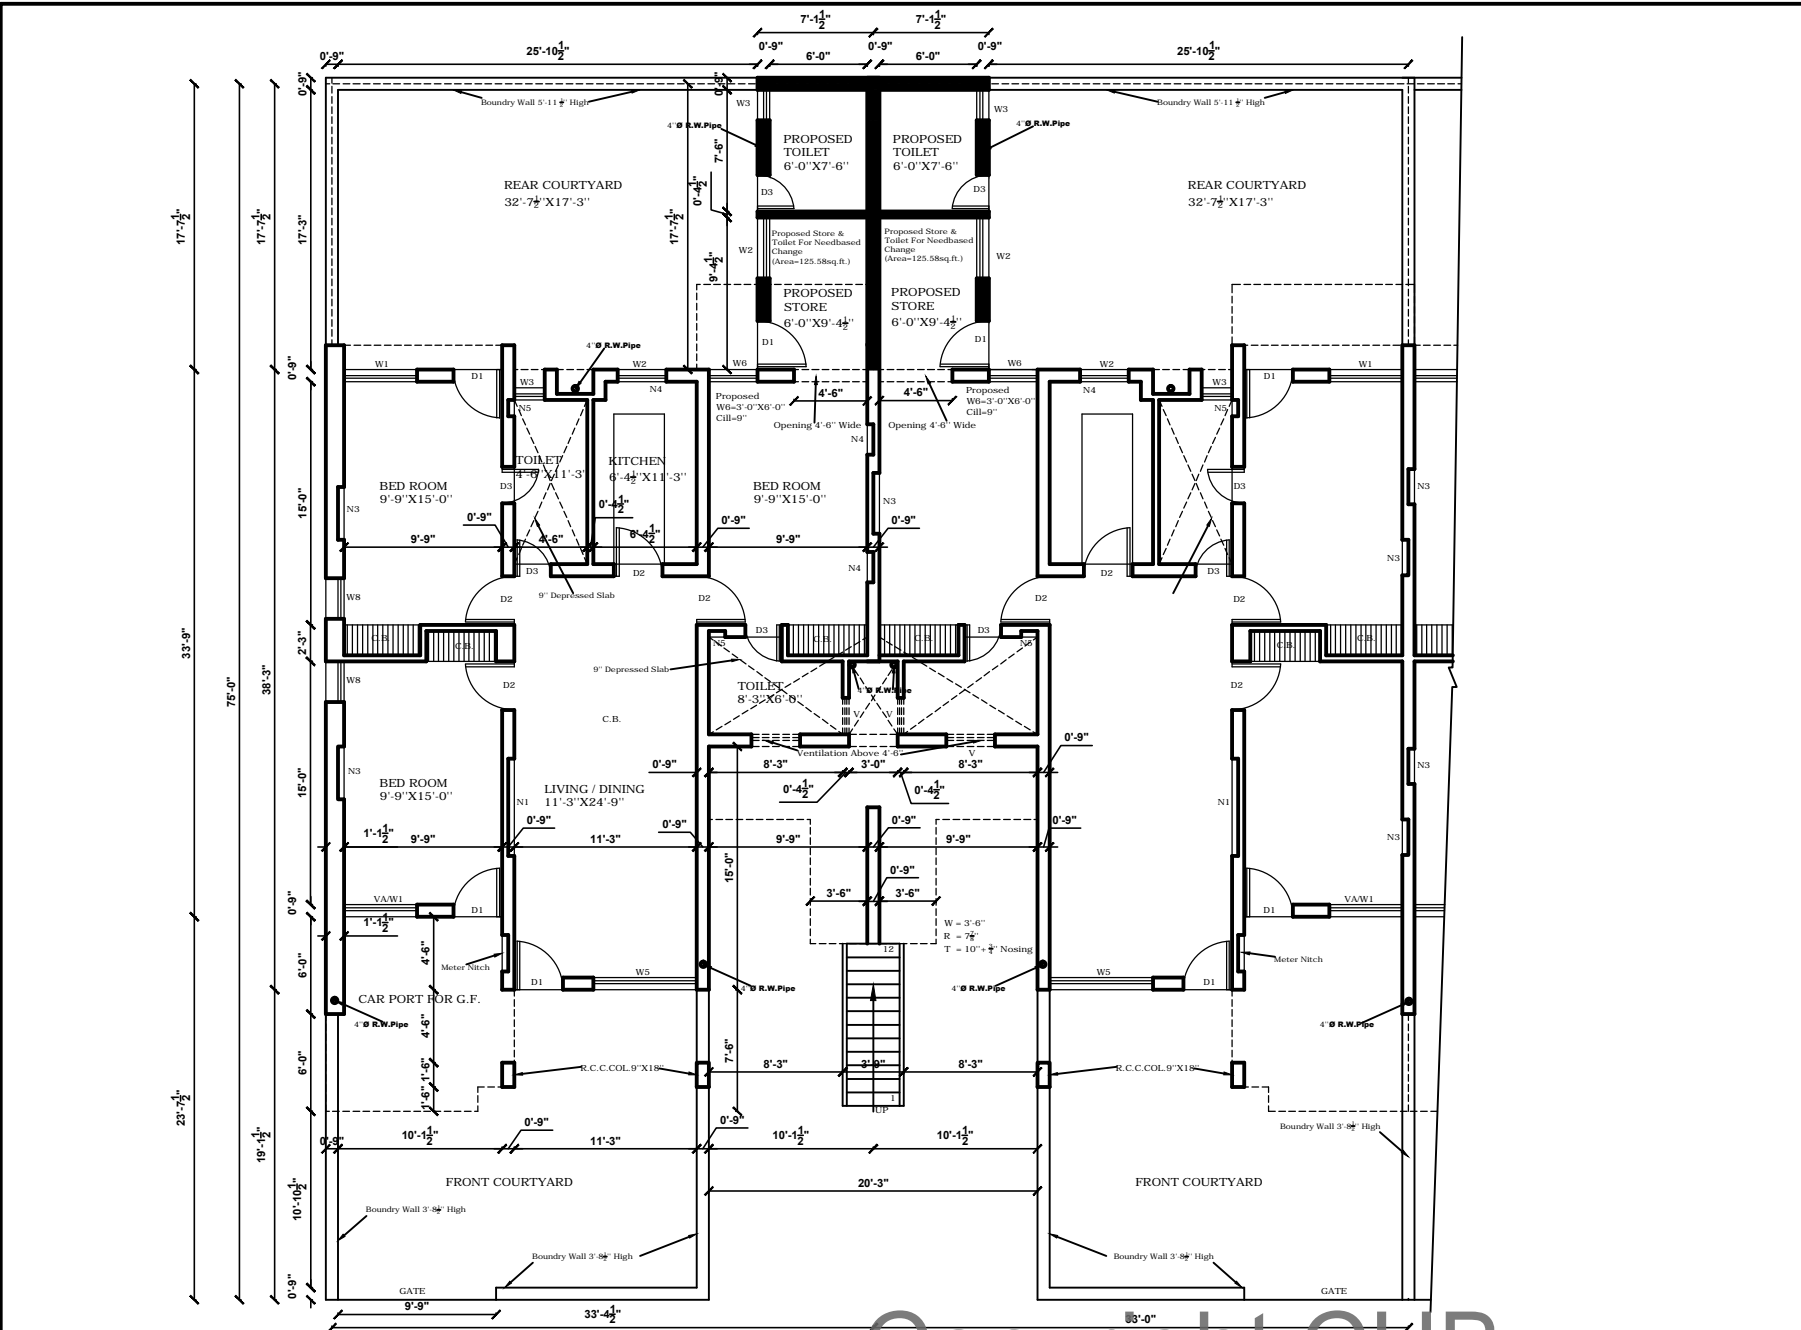 7'-1½" 7'-1½"
0'-9" 25'-10½" 0'-9" 6'-0" 0'-9" 6'-0" 0'-9" 25'-10½"
0'-9" 0'-9"
Boundry Wall 5'-11 ½" High W3 W3 Boundry Wall 5'-11 ½" High
4"Ø R.W.Pipe 4"Ø R.W.Pipe
PROPOSED
TOILET
6'-0"X7'-6"
PROPOSED
TOILET
6'-0"X7'-6"
7'-6"
REAR COURTYARD
32'-7½"X17'-3"
REAR COURTYARD
32'-7½"X17'-3"
0'-4½" D3 D3
17'-7½" 17'-7½" 17'-3" 17'-7½" 9'-4½"
Proposed Store &
Toilet For Needbased
Change
(Area=125.58sq.ft.)
Proposed Store &
Toilet For Needbased
Change
(Area=125.58sq.ft.)
W2 W2
PROPOSED
STORE
6'-0"X9'-4½"
PROPOSED
STORE
6'-0"X9'-4½"
4"Ø R.W.Pipe D1 D1
0'-9" W1 D1 W3 W2 W6 W6 W2 W3 D1 W1
N4 N4
Proposed
W6=3'-0"X6'-0"
Cill=9"
4'-6" 4'-6"
Proposed
W6=3'-0"X6'-0"
Cill=9"
N5 N5
Opening 4'-6" Wide Opening 4'-6" Wide
N4
TOILET
4'-6"X11'-3"
KITCHEN
6'-4½"X11'-3"
BED ROOM
9'-9"X15'-0"
BED ROOM
9'-9"X15'-0"
D3 D3 N3 N3 N3
15'-0" 0'-9" 0'-4½" 0'-9" 0'-9"
9'-9" 4'-6" 6'-4½" 9'-9"
N3
D3 D2 N4 D2 D3
9" Depressed Slab
W8 D2 D2 D2 D2
33'-9" 75'-0" 38'-3" 2'-3"
C.B. C.B. N5 D3 C.B. C.B. D3 N5 C.B. C.B.
9" Depressed Slab
W8 D2 D2
TOILET
8'-3"X6'-0"
4"Ø R.W.Pipe
C.B. V V
Ventilation Above 4'-6" V 0'-9"
0'-9" 8'-3" 3'-0" 8'-3"
N3 N3
0'-4½" 0'-4½"
BED ROOM
9'-9"X15'-0"
LIVING / DINING
11'-3"X24'-9"
15'-0" N1 N1
1'-1½" 0'-9" 0'-9" 0'-9" 0'-9"
9'-9" 11'-3" 9'-9" 9'-9" N3
15'-0" 0'-9"
3'-6" 3'-6"
0'-9" VA/W1 D1 D1 VA/W1
1'-1½"
W = 3'-6"
R = 7⅞"
T = 10"+ ¾" Nosing
12
4'-6"
Meter Nitch Meter Nitch
6'-0" D1 W5 W5 D1
4"Ø R.W.Pipe 4"Ø R.W.Pipe
CAR PORT FOR G.F.
4"Ø R.W.Pipe 4"Ø R.W.Pipe
4'-6" 7'-6"
6'-0" 1'-6" R.C.C.COL.9"X18" 8'-3" 3'-9" 8'-3" R.C.C.COL.9"X18"
1'-6" 1
UP
23'-7½" 19'-1½"
0'-9" 0'-9" Boundry Wall 3'-8½" High
0'-9" 10'-1½" 11'-3" 10'-1½" 10'-1½"
FRONT COURTYARD 20'-3" FRONT COURTYARD
10'-10½"
Boundry Wall 3'-8½" High
Boundry Wall 3'-8½" High Boundry Wall 3'-8½" High
0'-9" GATE GATE
9'-9" 33'-4½" 33'-0"